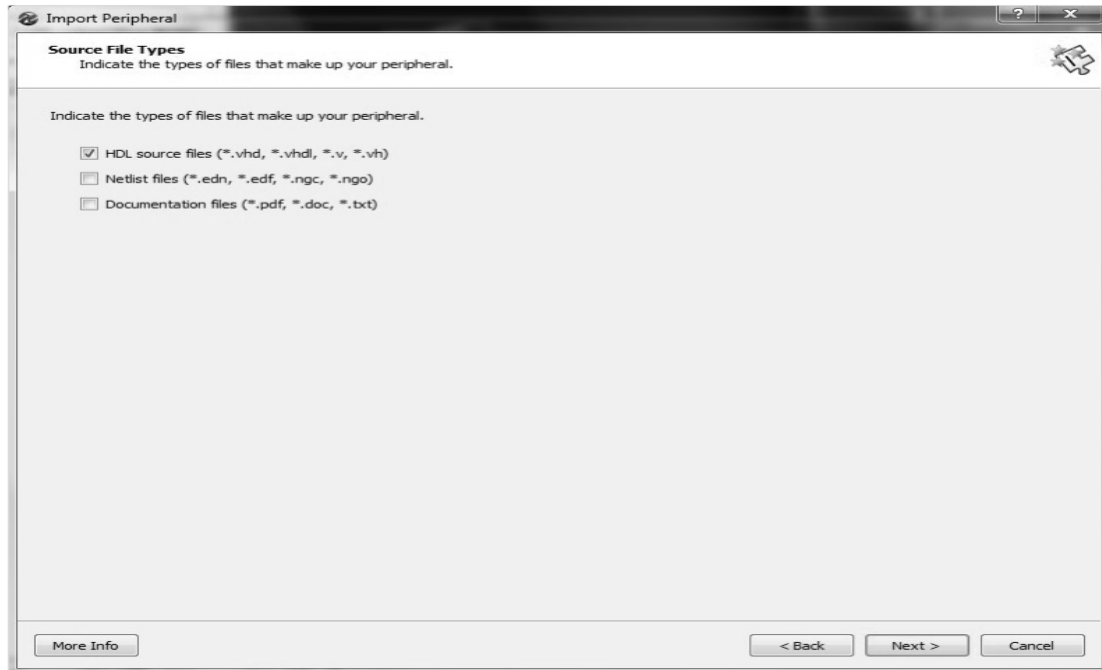 Import Peripheral
Source File Types
Indicate the types of files that make up your peripheral.
Indicate the types of files that make up your peripheral.
HDL source files (*.vhd, *.vhdl, *.v, *.vh)
Netlist files (*.edn, *.edf, *.ngc, *.ngo)
Documentation files (*.pdf, *.doc, *.txt)
More Info
< Back
Next >
Cancel